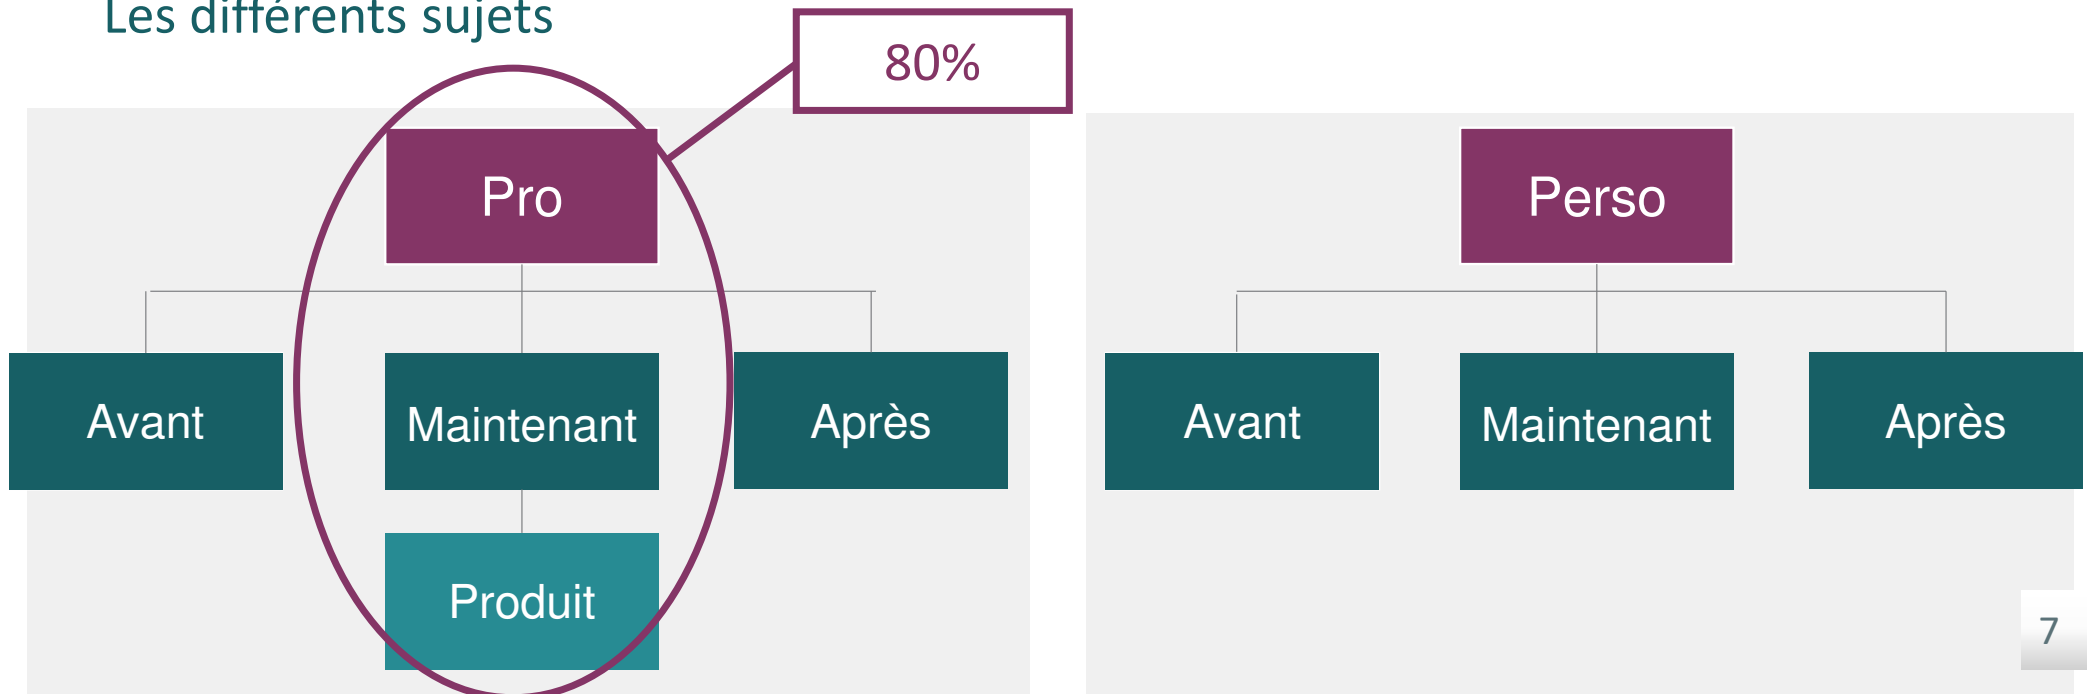 Les différents sujets
80%
Pro
Perso
Avant
Maintenant
Après
Avant
Maintenant
Après
Produit
7